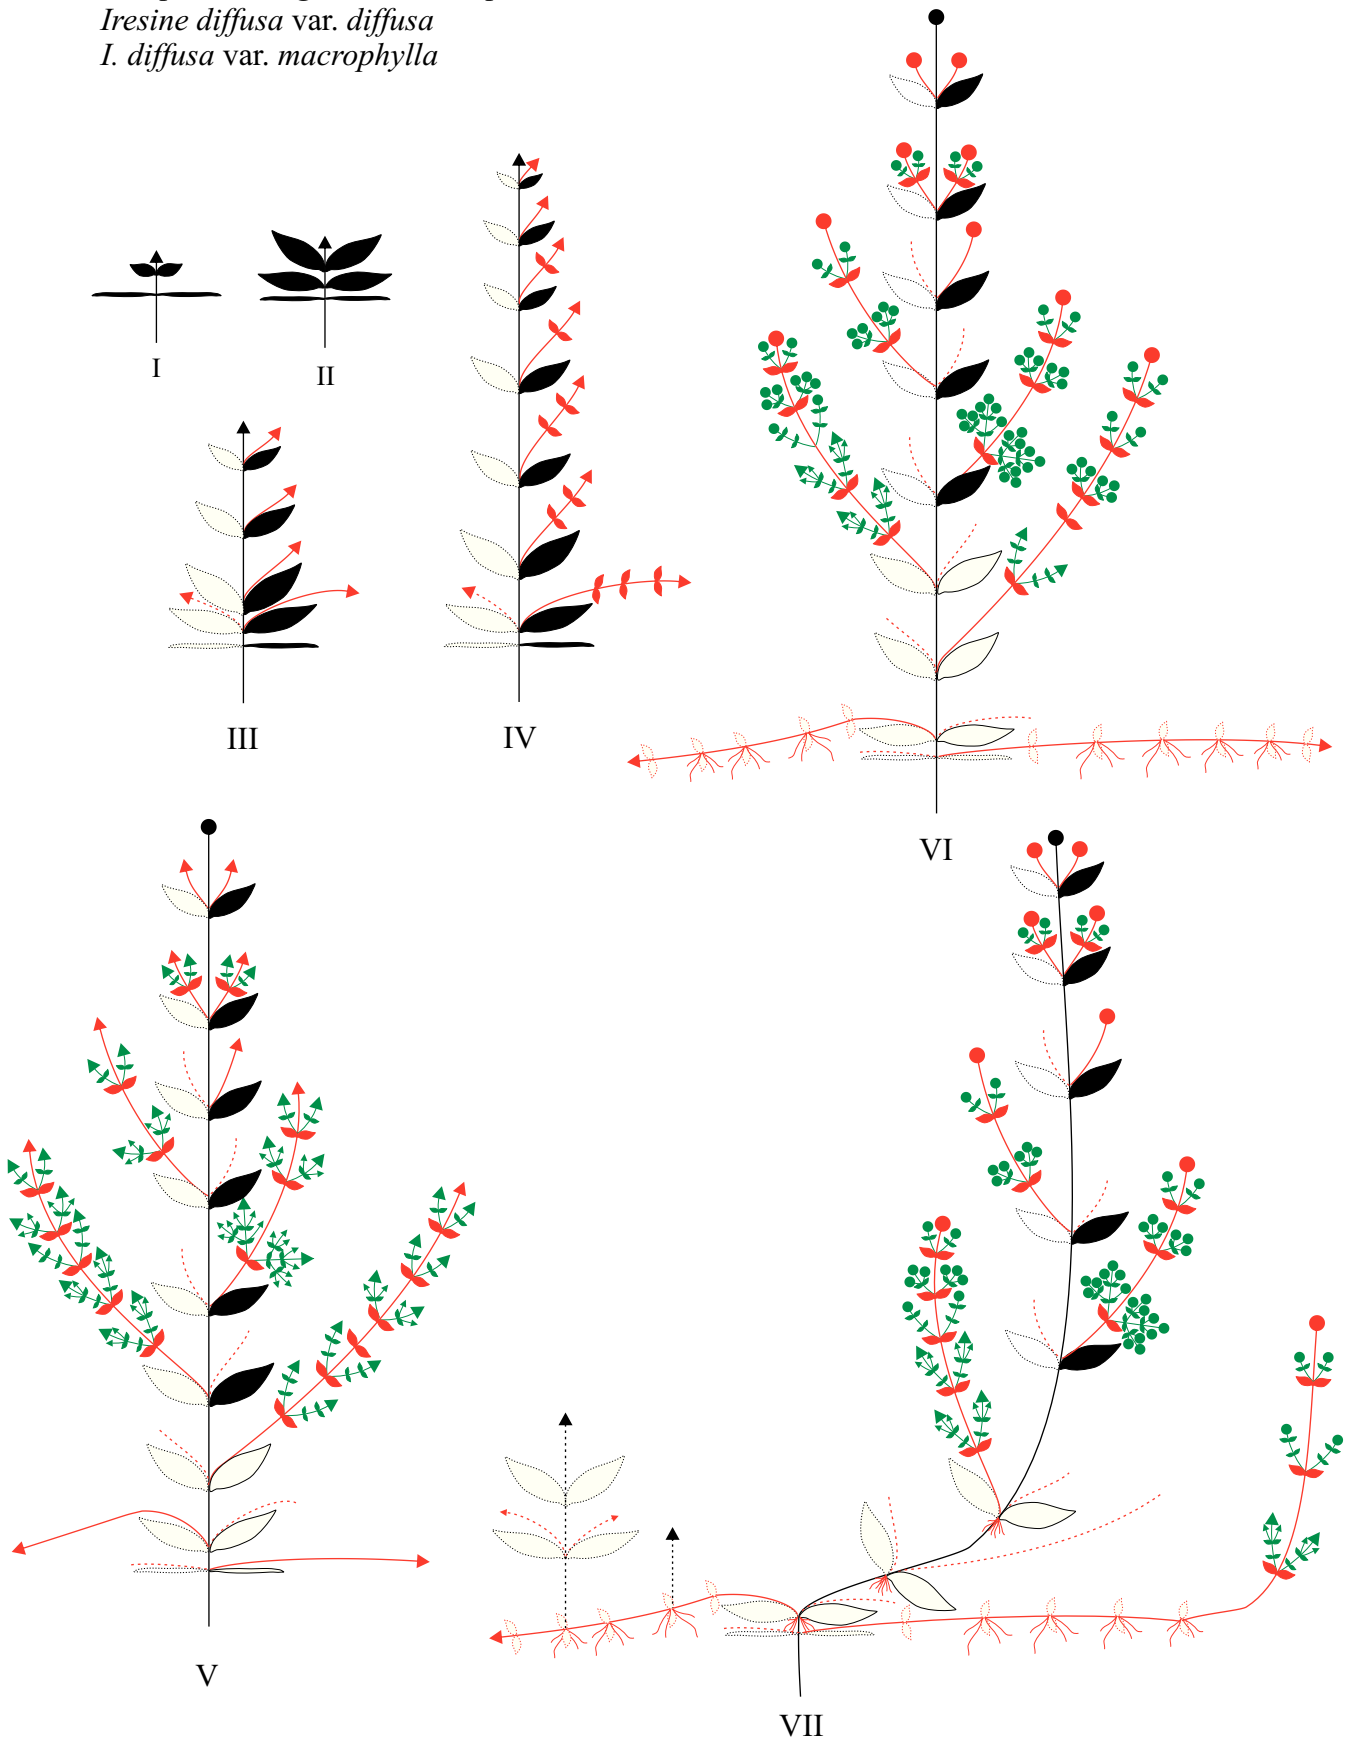 Iresine diffusa var. diffusa
I. diffusa var. macrophylla
I
II
III
IV
VI
V
VII